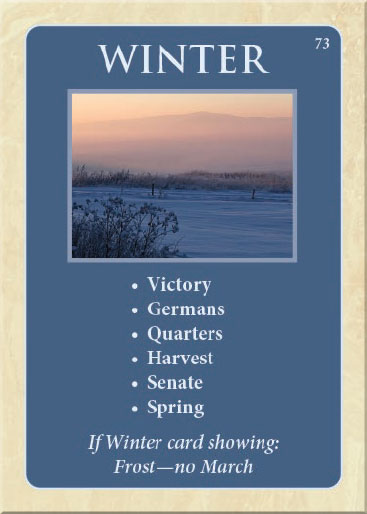 73
WINTER
• Victory
• Germans
• Quarters
• Harvest
• Senate
• Spring
If Winter card showing:
Frost—no March